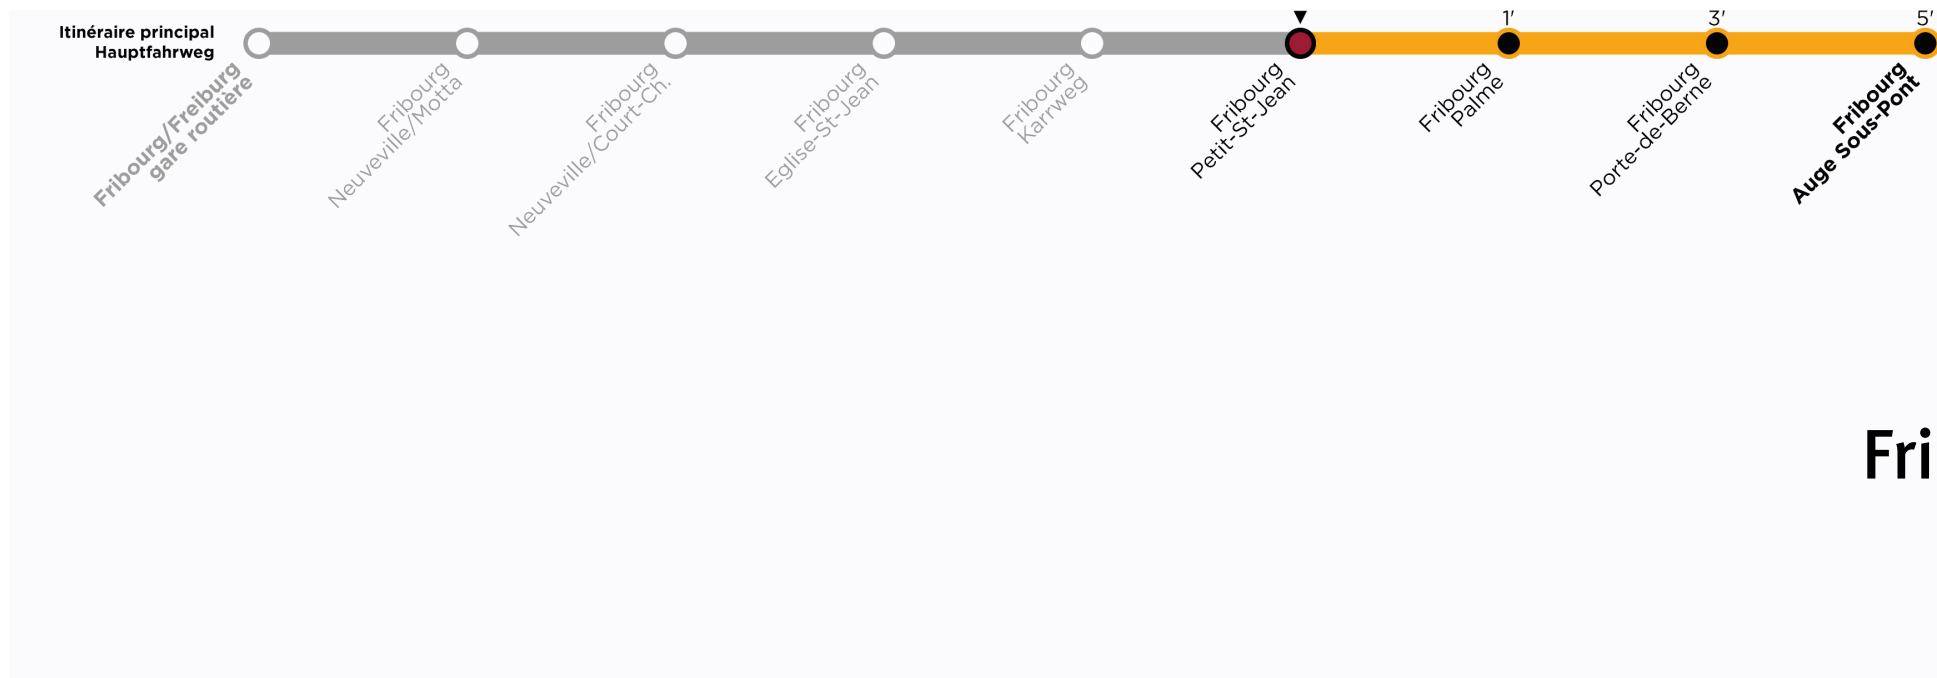 Itinéraire principal
Hauptfahrweg
▼
1'
3'
5'
Fribourg/Freiburg
gare routière
Fribourg
Neuveville/Motta
Fribourg
Neuveville/Court-Ch.
Fribourg
Eglise-St-Jean
Fribourg
Karrweg
Fribourg
Petit-St-Jean
Fribourg
Palme
Fribourg
Porte-de-Berne
Fribourg
Auge Sous-Pont
Fri